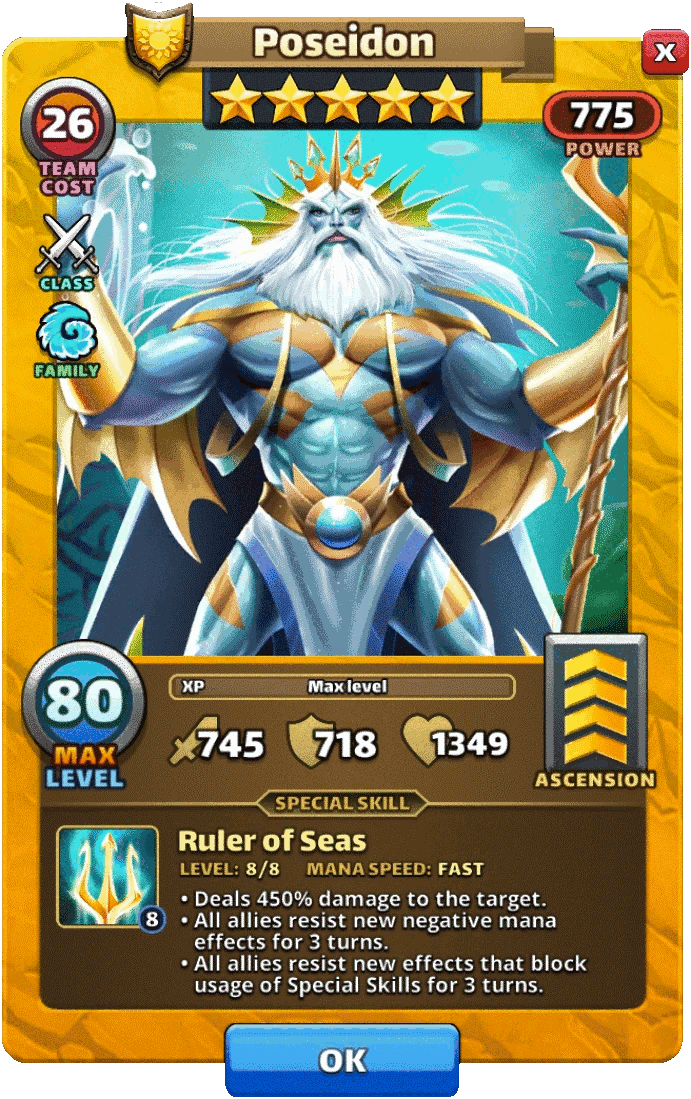 Poseidon
X
26
TEAM
COST
775
POWER
CLASS
FAMILY
80
MAX
LEVEL
XP Max level
745 718 1349
ASCENSION
SPECIAL SKILL
Ruler of Seas
LEVEL: 8/8 MANA SPEED: FAST
8
• Deals 450% damage to the target.
• All allies resist new negative mana
effects for 3 turns.
• All allies resist new effects that block
usage of Special Skills for 3 turns.
OK